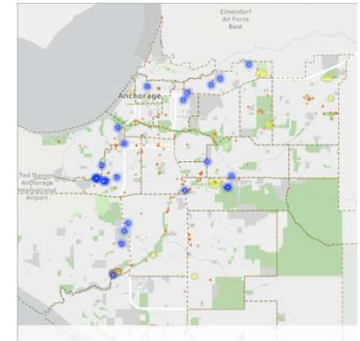 Elmendorf
Air Force
Base
Anchorage
Ted Stevens
Anchorage
International
Airport